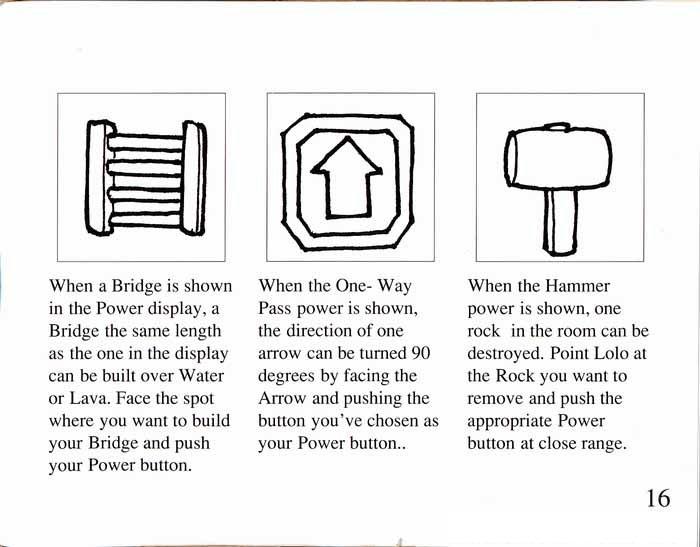 When a Bridge is shown
in the Power display, a
Bridge the same length
as the one in the display
can be built over Water
or Lava. Face the spot
where you want to build
your Bridge and push
your Power button.
When the One- Way
Pass power is shown,
the direction of one
arrow can be turned 90
degrees by facing the
Arrow and pushing the
button you've chosen as
your Power button..
When the Hammer
power is shown, one
rock in the room can be
destroyed. Point Lolo at
the Rock you want to
remove and push the
appropriate Power
button at close range.
16